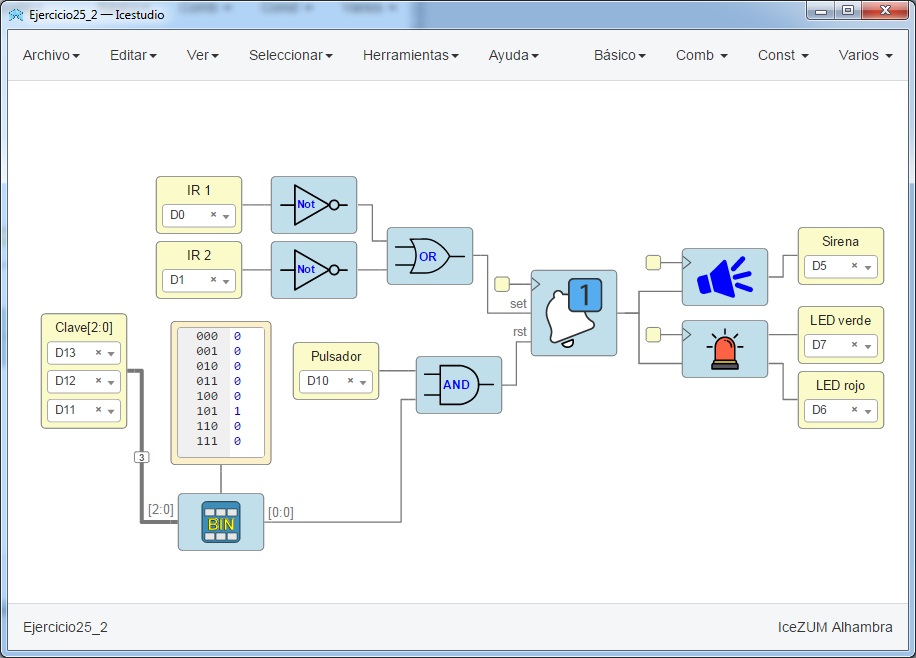 Ejercicio25_2 — Icestudio
Archivo Editar Ver Seleccionar Herramientas Ayuda Básico Comb Const Varios
IR 1
D0
Not
IR 2
D1
Not
OR
Clave[2:0]
D13
D12
D11
3
000 0
001 0
010 0
011 0
100 0
101 1
110 0
111 0
Pulsador
D10
AND
[2:0]
BIN
[0:0]
set
rst
1
Sirena
D5
LED verde
D7
LED rojo
D6
Ejercicio25_2
IceZUM Alhambra